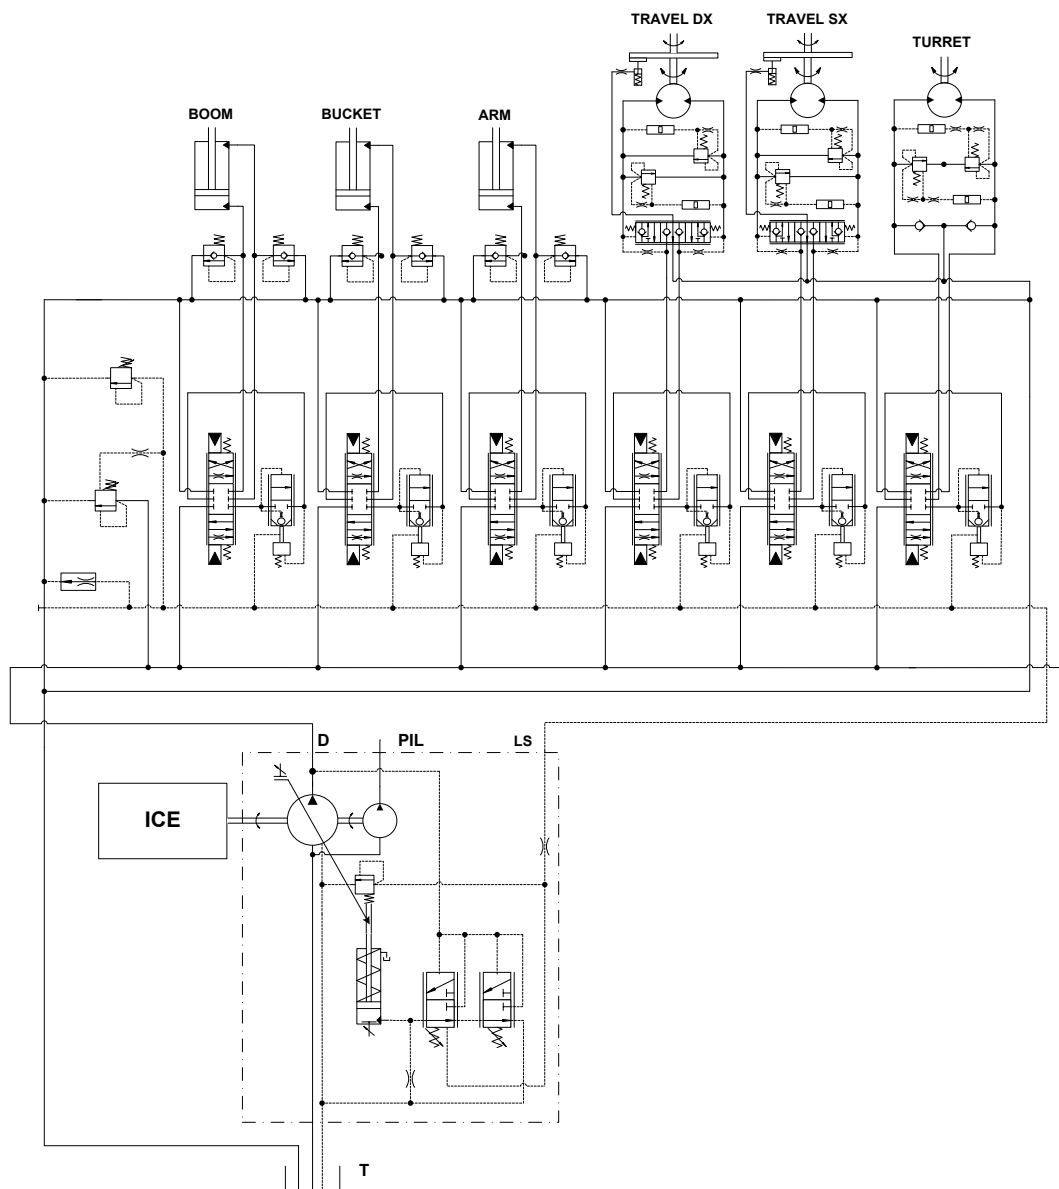 TRAVEL DX
TRAVEL SX
TURRET
BOOM
BUCKET
ARM
D
PIL
LS
ICE
T